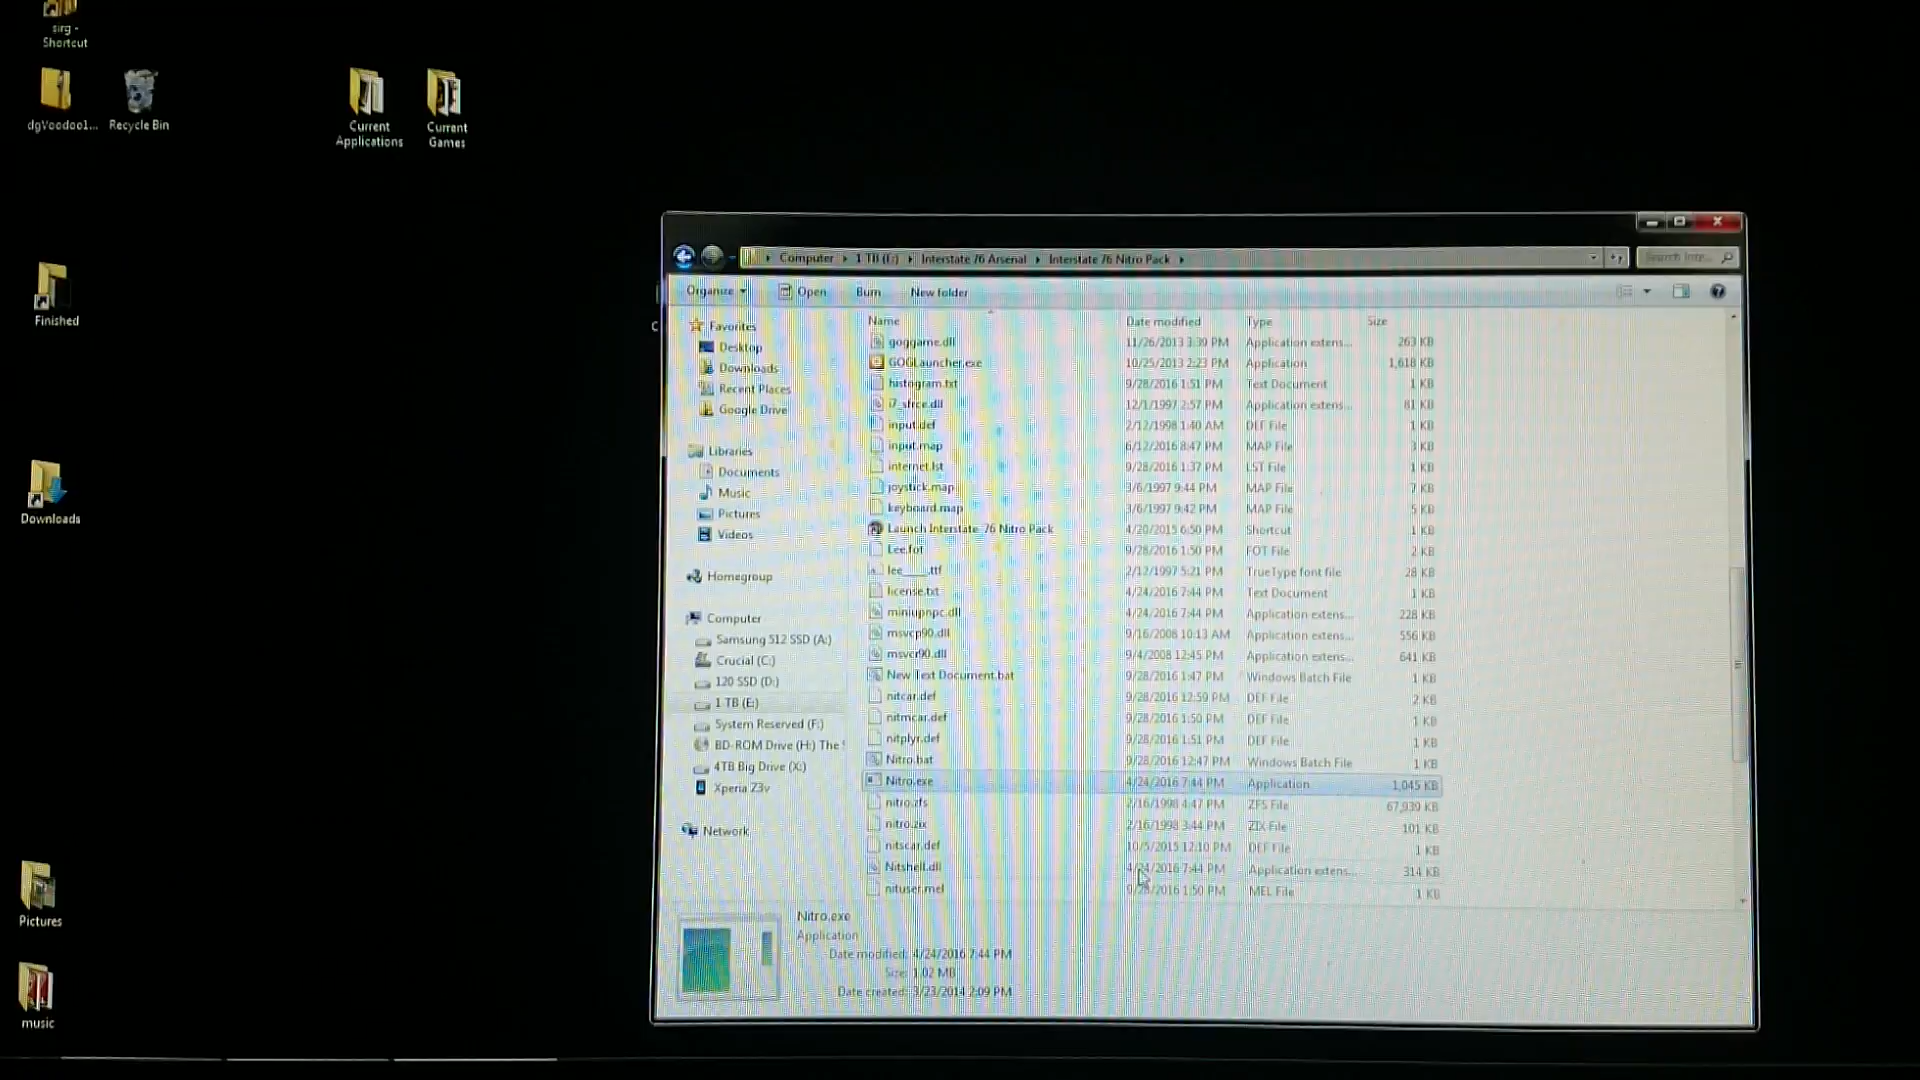 sirg -
Shortcut
dgVoodoo1...
Recycle Bin
Current
Applications
Current
Games
Finished
Downloads
Pictures
music
Computer 1 TB (E:) Interstate 76 Arsenal Interstate 76 Nitro Pack
Search Inte...
Organize Open Burn New folder
Favorites
Desktop
Downloads
Recent Places
Google Drive
Libraries
Documents
Music
Pictures
Videos
Homegroup
Computer
Samsung 512 SSD (A:)
Crucial (C:)
120 SSD (D:)
1 TB (E:)
System Reserved (F:)
BD-ROM Drive (H:) The
4TB Big Drive (X:)
Xperia Z3v
Network
Name Date modified Type Size
goggame.dll 11/26/2013 3:39 PM Application extens... 263 KB
GOGLauncher.exe 10/25/2013 2:23 PM Application 1,618 KB
histogram.txt 9/28/2016 1:51 PM Text Document 1 KB
i7_sfrce.dll 12/1/1997 2:57 PM Application extens... 81 KB
input.def 2/12/1998 1:40 AM DEF File 1 KB
input.map 6/12/2016 8:47 PM MAP File 3 KB
internet.lst 9/28/2016 1:37 PM LST File 1 KB
joystick.map 3/6/1997 9:44 PM MAP File 7 KB
keyboard.map 3/6/1997 9:42 PM MAP File 5 KB
Launch Interstate 76 Nitro Pack 4/20/2015 6:50 PM Shortcut 1 KB
Lee.fot 9/28/2016 1:50 PM FOT File 2 KB
lee____.ttf 2/12/1997 5:21 PM TrueType font file 28 KB
license.txt 4/24/2016 7:44 PM Text Document 1 KB
miniupnpc.dll 4/24/2016 7:44 PM Application extens... 228 KB
msvcp90.dll 9/16/2008 10:13 AM Application extens... 556 KB
msvcr90.dll 9/4/2008 12:45 PM Application extens... 641 KB
New Text Document.bat 9/28/2016 1:47 PM Windows Batch File 1 KB
nitcar.def 9/28/2016 12:59 PM DEF File 2 KB
nitmcar.def 9/28/2016 1:50 PM DEF File 1 KB
nitplyr.def 9/28/2016 1:51 PM DEF File 1 KB
Nitro.bat 9/28/2016 12:47 PM Windows Batch File 1 KB
Nitro.exe 4/24/2016 7:44 PM Application 1,045 KB
nitro.zfs 2/16/1998 4:47 PM ZFS File 67,939 KB
nitro.zix 2/16/1998 3:44 PM ZIX File 101 KB
nitscar.def 10/5/2015 12:10 PM DEF File 1 KB
Nitshell.dll 4/24/2016 7:44 PM Application extens... 314 KB
nituser.mel 9/28/2016 1:50 PM MEL File 1 KB
Nitro.exe
Application
Date modified: 4/24/2016 7:44 PM
Size: 1.02 MB
Date created: 3/23/2014 2:09 PM